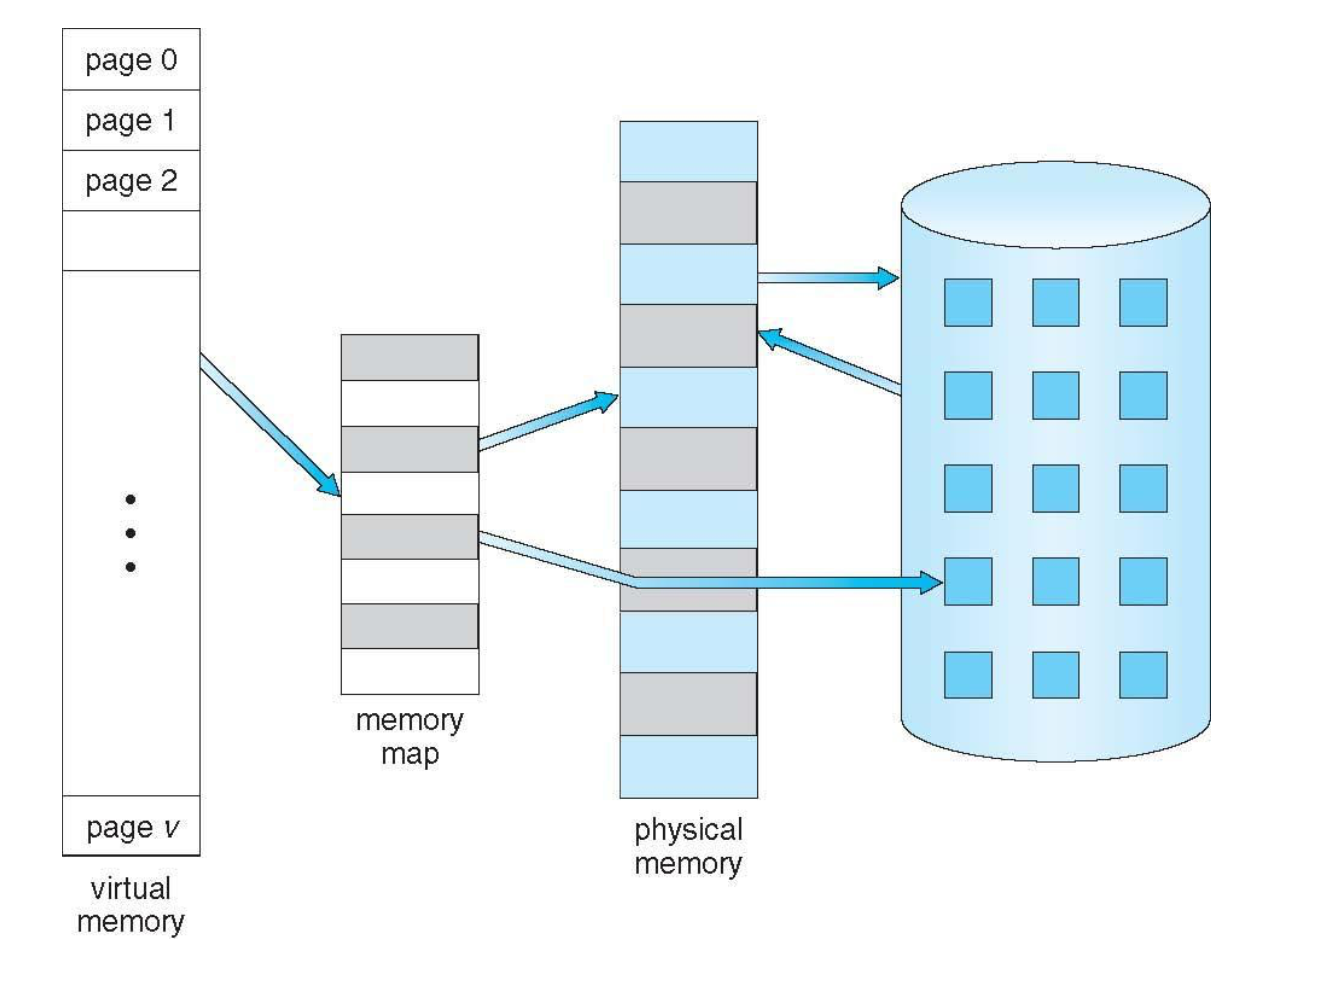 page 0
page 1
page 2
page v
virtual
memory
memory
map
physical
memory